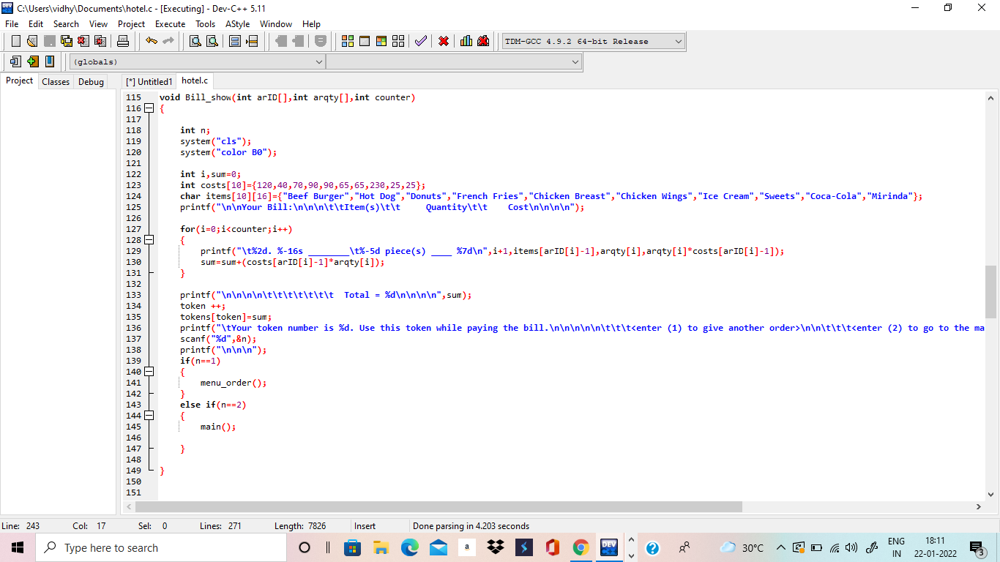 C:\Users\vidhy\Documents\hotel.c - [Executing] - Dev-C++ 5.11
File Edit Search View Project Execute Tools AStyle Window Help
TDM-GCC 4.9.2 64-bit Release
(globals)
Project Classes Debug [*] Untitled1 hotel.c
115 void Bill_show(int arID[],int arqty[],int counter)
116 {
117
118 int n;
119 system("cls");
120 system("color B0");
121
122 int i,sum=0;
123 int costs[10]={120,40,70,90,90,65,65,230,25,25};
124 char items[10][16]={"Beef Burger","Hot Dog","Donuts","French Fries","Chicken Breast","Chicken Wings","Ice Cream","Sweets","Coca-Cola","Mirinda"};
125 printf("\n\nYour Bill:\n\n\n\t\tItem(s)\t\t     Quantity\t\t    Cost\n\n\n\n");
126
127 for(i=0;i<counter;i++)
128 {
129 printf("\t%2d. %-16s ________\t%-5d piece(s) ____ %7d\n",i+1,items[arID[i]-1],arqty[i],arqty[i]*costs[arID[i]-1]);
130 sum=sum+(costs[arID[i]-1]*arqty[i]);
131 }
132
133 printf("\n\n\n\n\t\t\t\t\t\t\t  Total = %d\n\n\n\n",sum);
134 token ++;
135 tokens[token]=sum;
136 printf("\tYour token number is %d. Use this token while paying the bill.\n\n\n\n\n\t\t\t<enter (1) to give another order>\n\n\t\t\t<enter (2) to go to the ma
137 scanf("%d",&n);
138 printf("\n\n\n");
139 if(n==1)
140 {
141 menu_order();
142 }
143 else if(n==2)
144 {
145 main();
146
147 }
148
149 }
150
151
Line: 243 Col: 17 Sel: 0 Lines: 271 Length: 7826 Insert Done parsing in 4.203 seconds
Type here to search a DEV 30°C ENG IN 18:11 22-01-2022 3